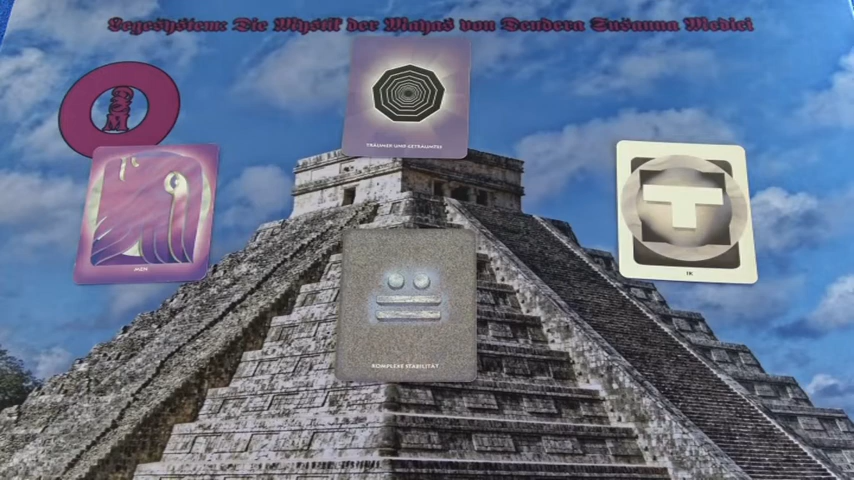 Legesystem: Die Mystik der Mayas von Dendera Susanna Medici
TRÄUMER UND GETRÄUMTES
MEN
IK
KOMPLEXE STABILITÄT